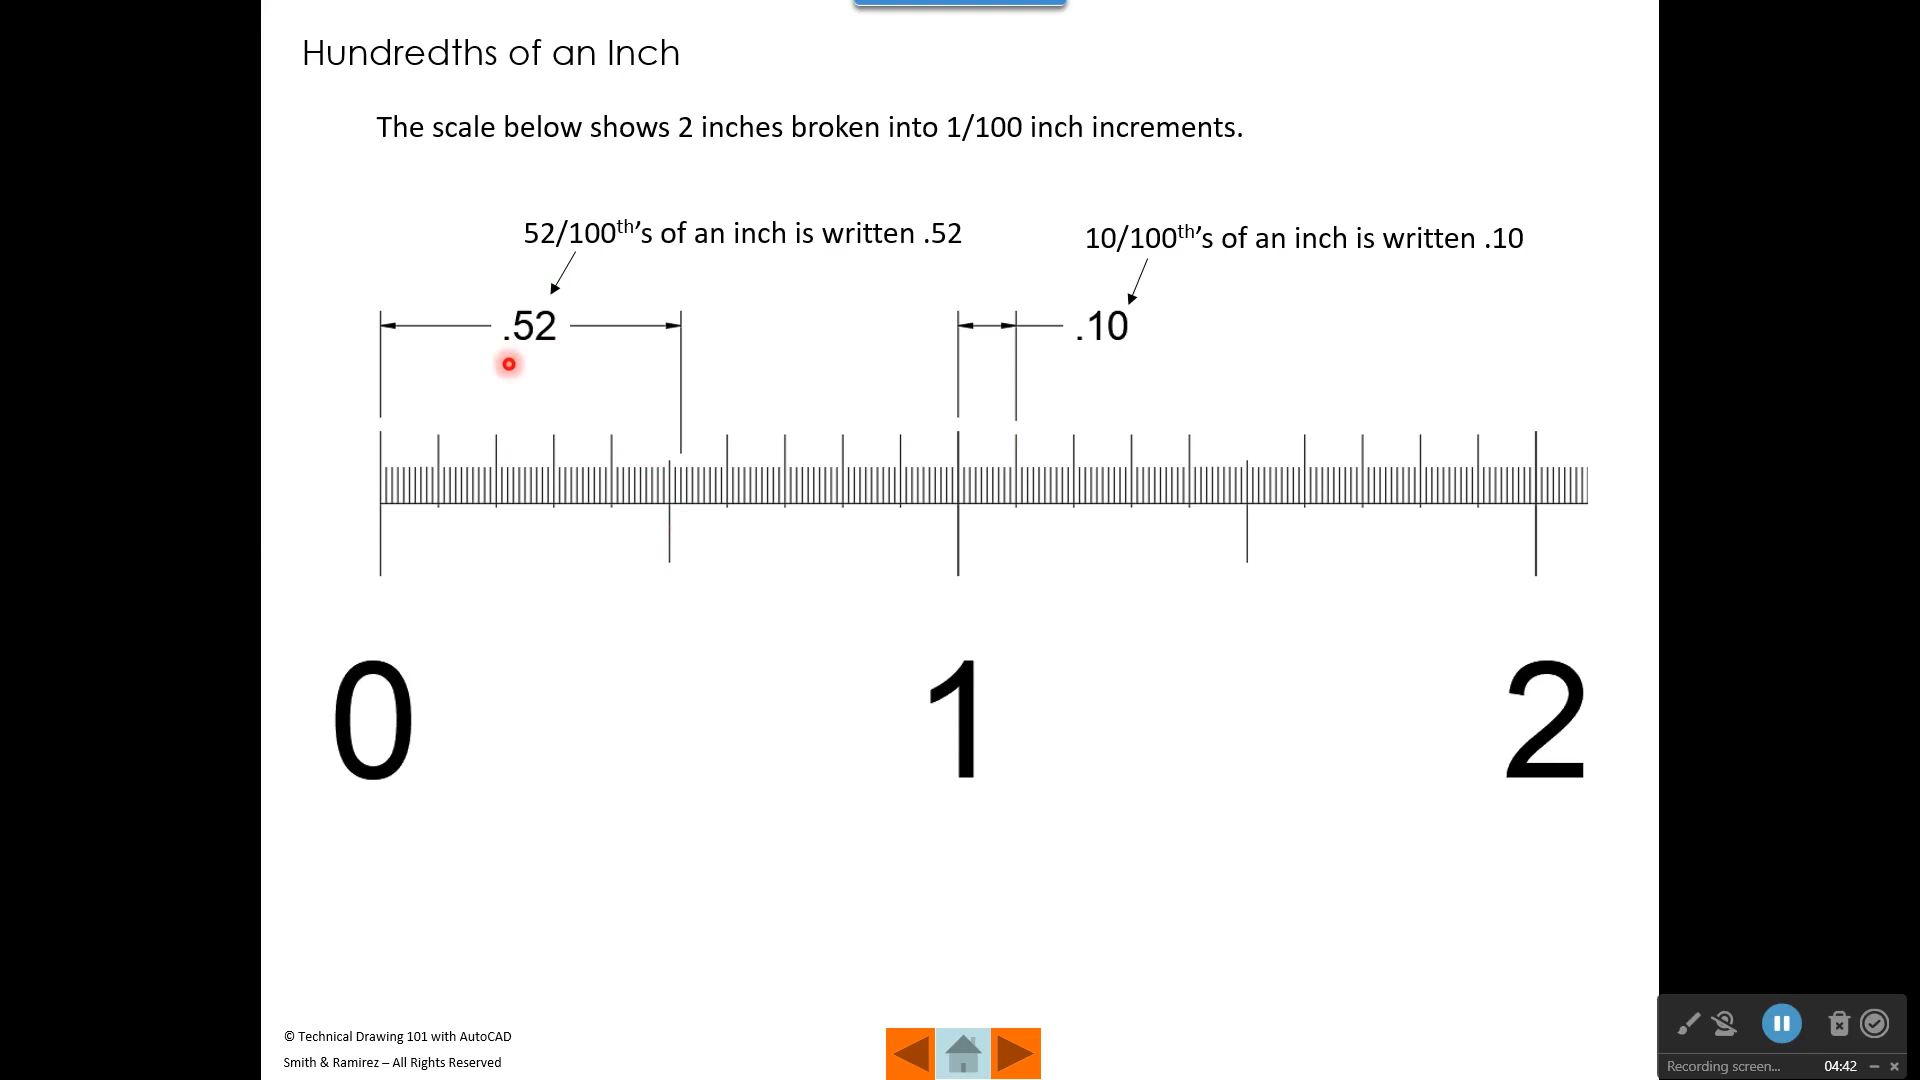 Hundredths of an Inch
The scale below shows 2 inches broken into 1/100 inch increments.
52/100th’s of an inch is written .52
10/100th’s of an inch is written .10
.52
.10
0 1 2
© Technical Drawing 101 with AutoCAD
Smith & Ramirez – All Rights Reserved
Recording screen... 04:42